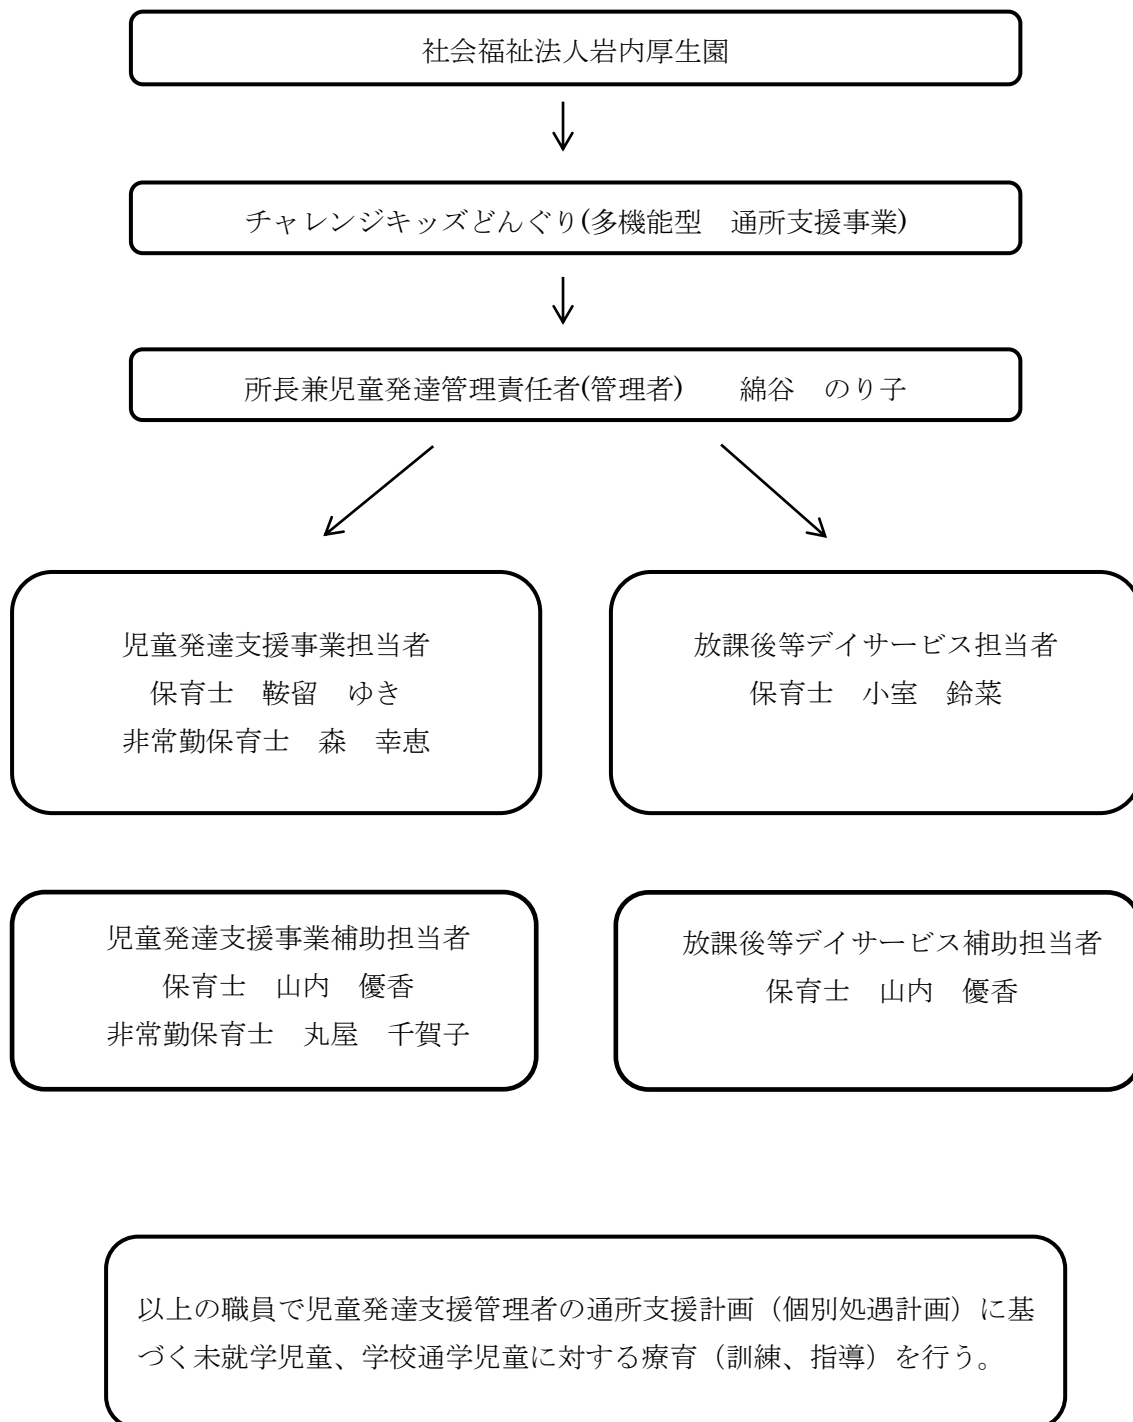 社会福祉法人岩内厚生園
チャレンジキッズどんぐり(多機能型　通所支援事業)
所長兼児童発達管理責任者(管理者)　　綿谷　のり子
児童発達支援事業担当者
保育士　鞍留　ゆき
非常勤保育士　森　幸恵
放課後等デイサービス担当者
保育士　小室　鈴菜
児童発達支援事業補助担当者
保育士　山内　優香
非常勤保育士　丸屋　千賀子
放課後等デイサービス補助担当者
保育士　山内　優香
以上の職員で児童発達支援管理者の通所支援計画（個別処遇計画）に基
づく未就学児童、学校通学児童に対する療育（訓練、指導）を行う。